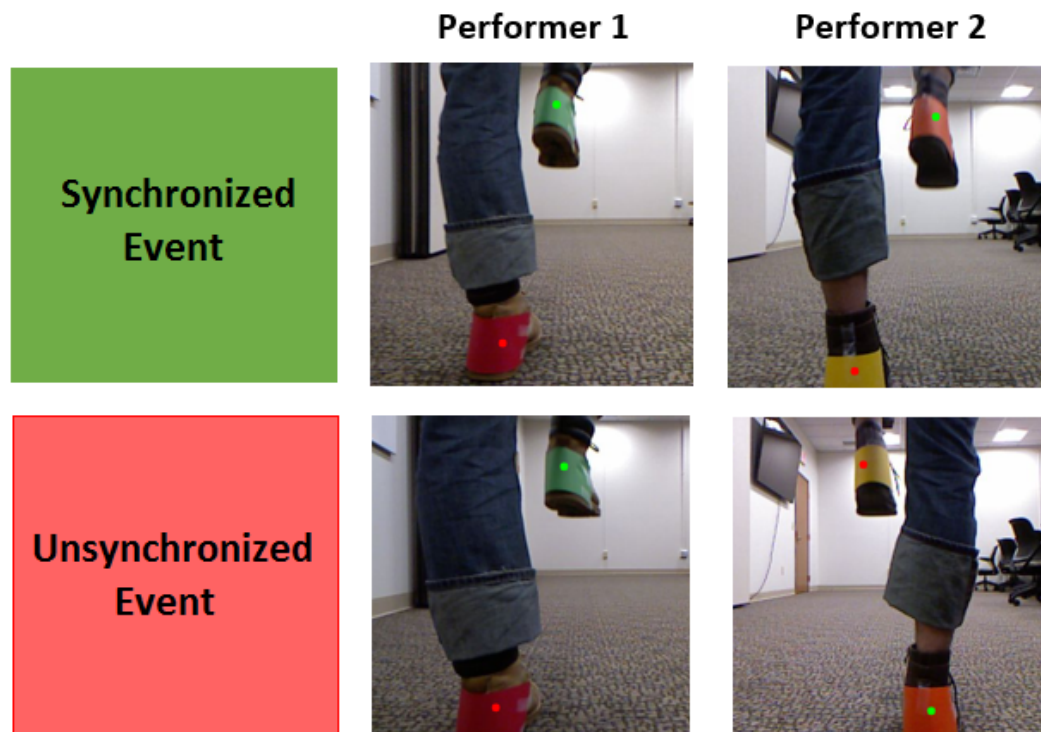 Performer 1
Performer 2
Synchronized
Event
Unsynchronized
Event